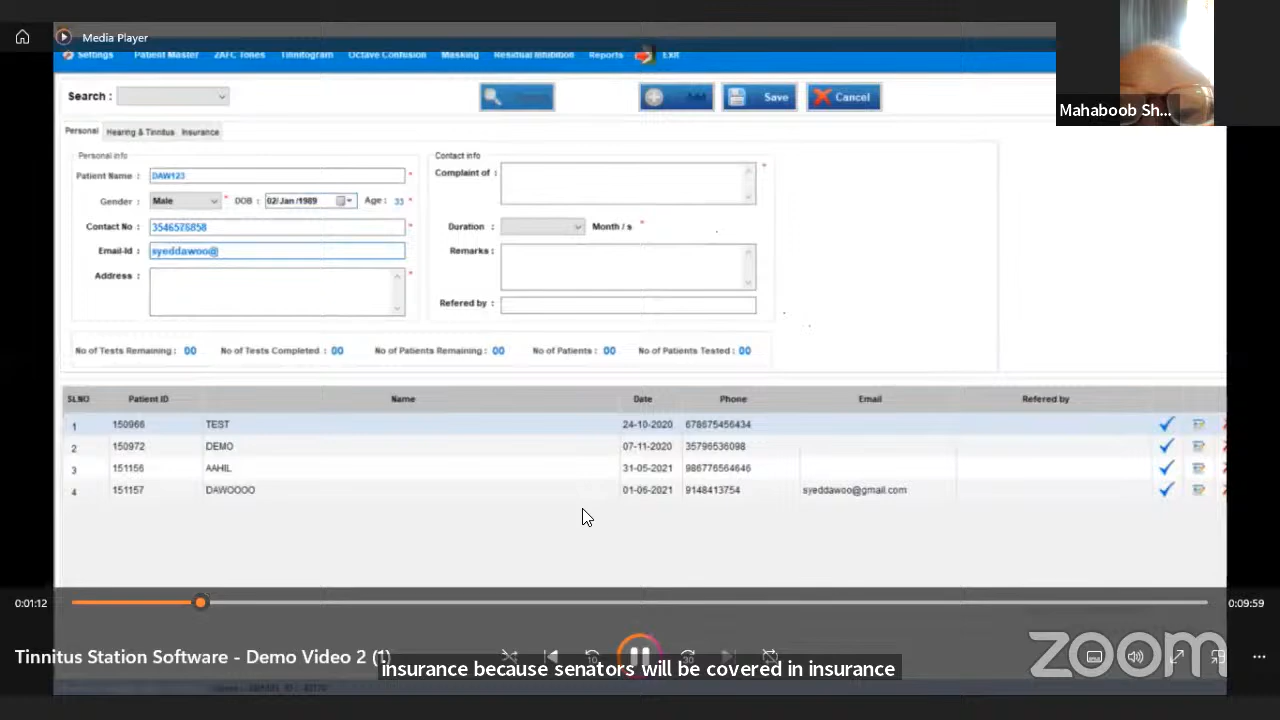 Media Player
Settings Patient Master 2AFC Tones Tinnitogram Octave Confusion Masking Residual Inhibition Reports Exit
Search :
Save Cancel
Personal Hearing & Tinnitus Insurance
Personal info
Patient Name : DAW123 *
Gender : Male * DOB : 02/Jan/1989 Age : 33 *
Contact No : 3546576858 *
Email-Id : syeddawoo@
Address : *
Contact info
Complaint of : *
Duration : Month / s *
Remarks :
Refered by :
No of Tests Remaining : 00 No of Tests Completed : 00 No of Patients Remaining : 00 No of Patients : 00 No of Patients Tested : 00
SLNO Patient ID Name Date Phone Email Refered by
1 150966 TEST 24-10-2020 678675456434
2 150972 DEMO 07-11-2020 35796536098
3 151156 AAHIL 31-05-2021 986776564646
4 151157 DAWOOOO 01-06-2021 9148413754 syeddawoo@gmail.com
Mahaboob Sh...
0:01:12 0:09:59
Tinnitus Station Software - Demo Video 2 (1)
10 30
insurance because senators will be covered in insurance
zoom